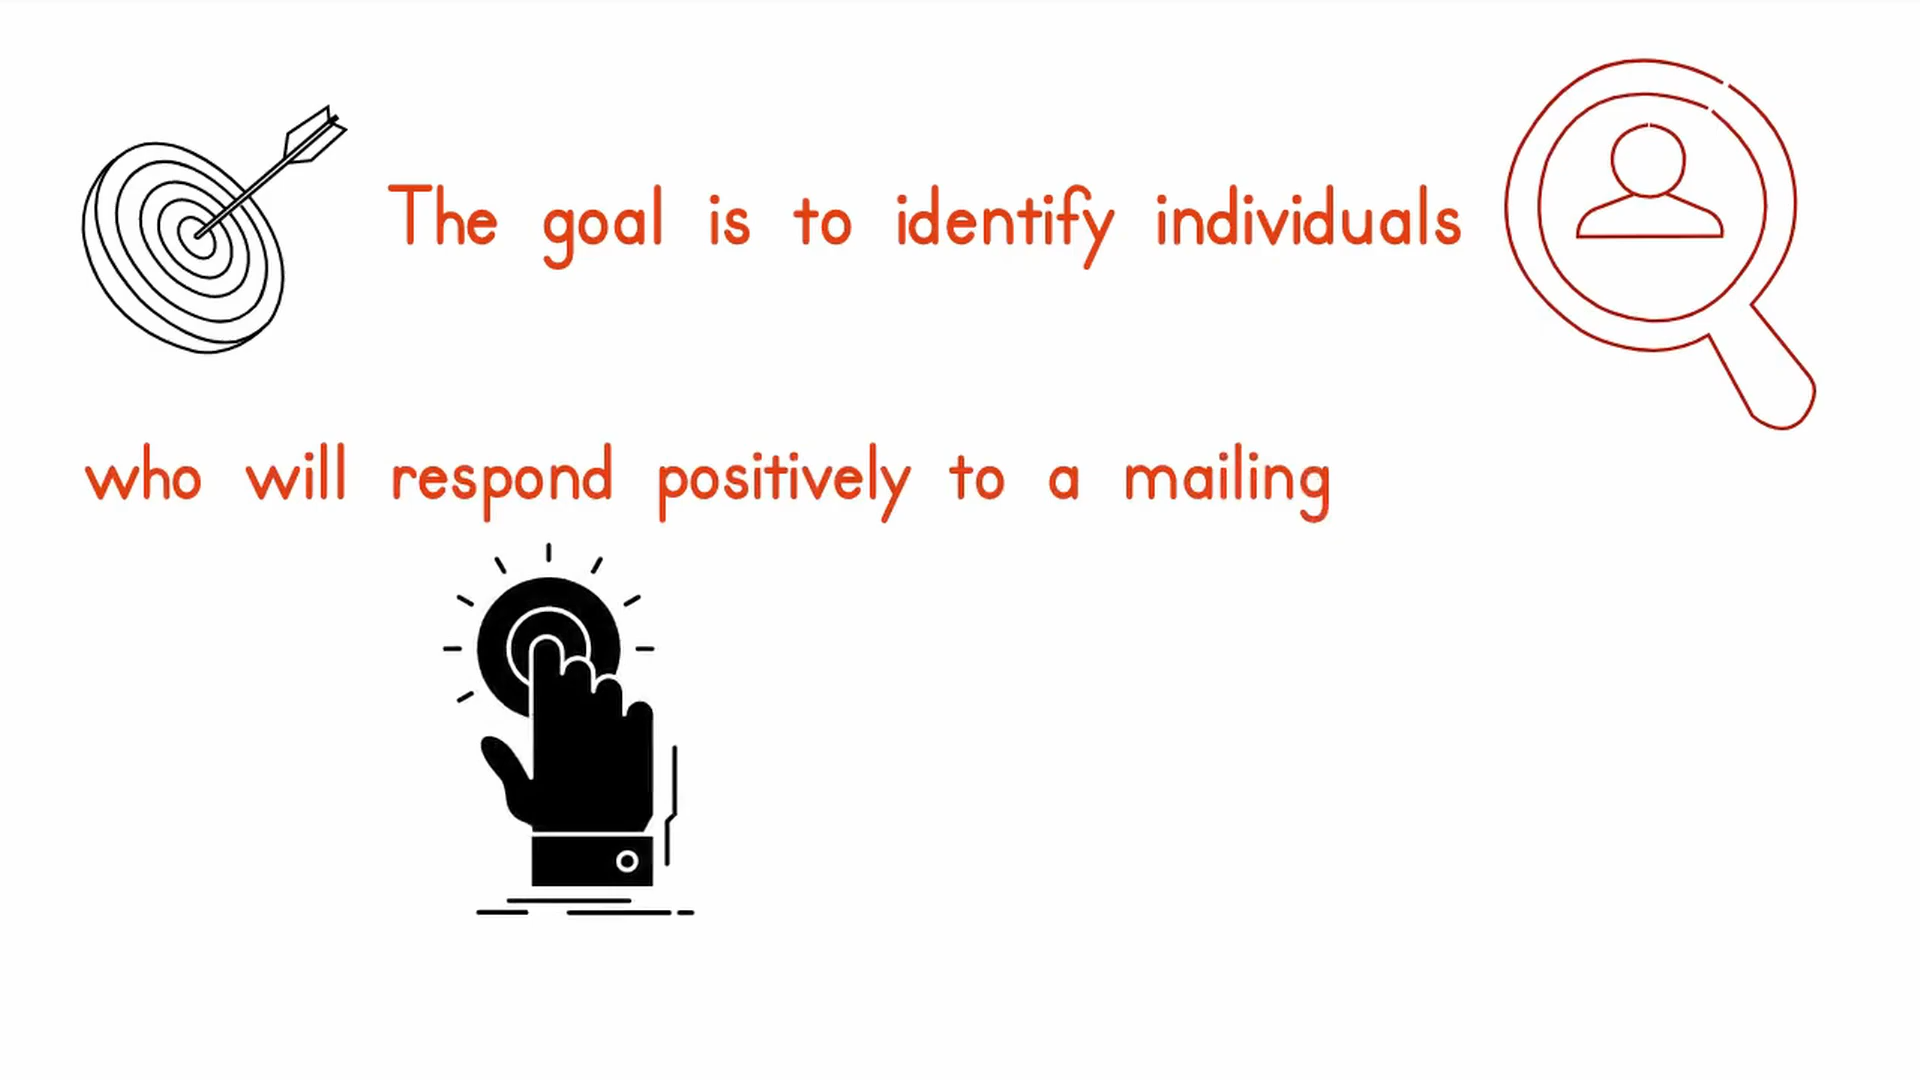 The goal is to identify individuals
who will respond positively to a mailing